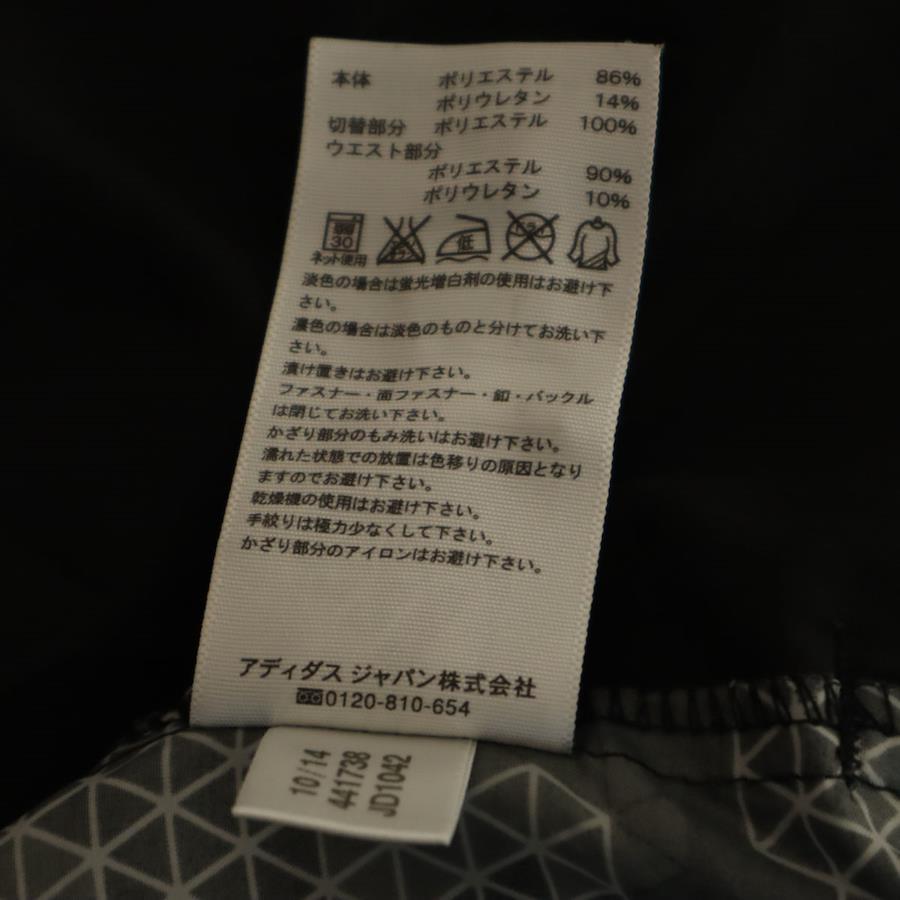 本体 ポリエステル 86%
ポリウレタン 14%
切替部分 ポリエステル 100%
ウエスト部分
ポリエステル 90%
ポリウレタン 10%
30 エンソ 低 ドライ
ネット使用
淡色の場合は蛍光増白剤の使用はお避け下
さい。
濃色の場合は淡色のものと分けてお洗い下
さい。
漬け置きはお避け下さい。
ファスナー・面ファスナー・釦・バックル
は閉じてお洗い下さい。
かざり部分のもみ洗いはお避け下さい。
濡れた状態での放置は色移りの原因となり
ますのでお避け下さい。
乾燥機の使用はお避け下さい。
手絞りは極力少なくして下さい。
かざり部分のアイロンはお避け下さい。
アディダス ジャパン株式会社
0120-810-654
10/14
441738
JD1042